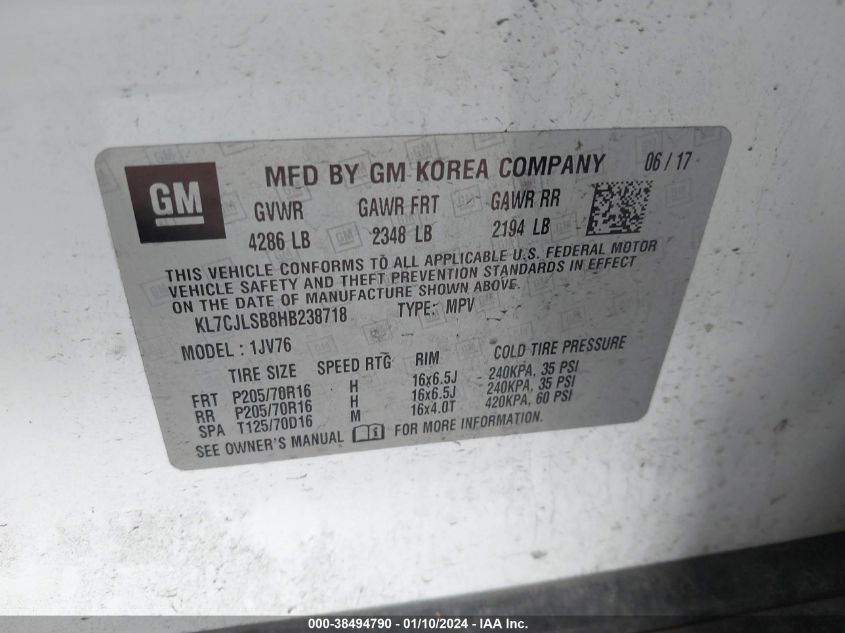 GM
MFD BY GM KOREA COMPANY 06 / 17
GVWR GAWR FRT GAWR RR
4286 LB 2348 LB 2194 LB
THIS VEHICLE CONFORMS TO ALL APPLICABLE U.S. FEDERAL MOTOR
VEHICLE SAFETY AND THEFT PREVENTION STANDARDS IN EFFECT
ON THE DATE OF MANUFACTURE SHOWN ABOVE.
KL7CJLSB8HB238718 TYPE: MPV
MODEL : 1JV76
TIRE SIZE SPEED RTG RIM COLD TIRE PRESSURE
FRT P205/70R16 H 16x6.5J 240KPA, 35 PSI
RR P205/70R16 H 16x6.5J 240KPA, 35 PSI
SPA T125/70D16 M 16x4.0T 420KPA, 60 PSI
SEE OWNER'S MANUAL FOR MORE INFORMATION.
000-38494790 - 01/10/2024 - IAA Inc.